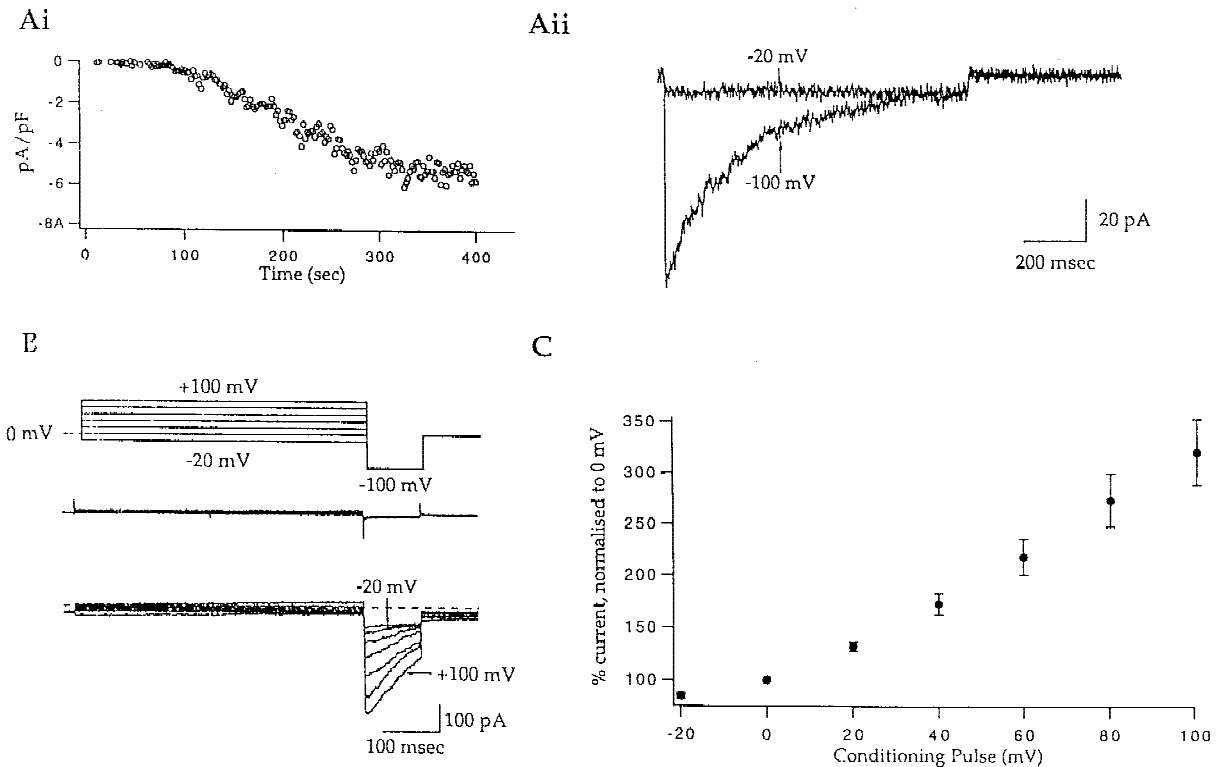 Ai
0
-2
-4
-6
-8A
pA/pF
0
100
200
300
400
Time (sec)
Aii
-20 mV
-100 mV
20 pA
200 msec
B
+100 mV
0 mV
-20 mV
-100 mV
-20 mV
+100 mV
100 pA
100 msec
C
350
300
250
200
150
100
% current, normalised to 0 mV
-20
0
20
40
60
80
100
Conditioning Pulse (mV)